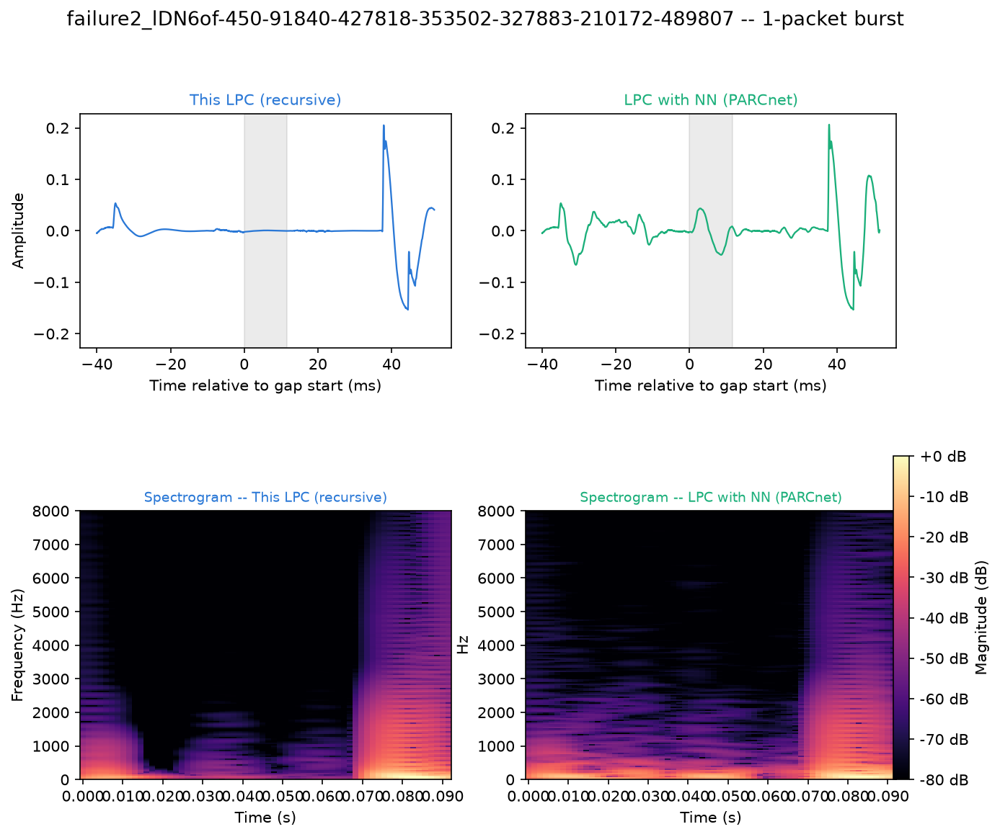 failure2_lDN6of-450-91840-427818-353502-327883-210172-489807 -- 1-packet burst
This LPC (recursive)
0.2
0.1
0.0
−0.1
−0.2
Amplitude
−40 −20 0 20 40
Time relative to gap start (ms)
LPC with NN (PARCnet)
0.2
0.1
0.0
−0.1
−0.2
−40 −20 0 20 40
Time relative to gap start (ms)
Spectrogram -- This LPC (recursive)
8000
7000
6000
5000
4000
3000
2000
1000
0
Frequency (Hz)
0.000 0.010 0.020 0.030 0.040 0.050 0.060 0.070 0.080 0.090
Time (s)
Spectrogram -- LPC with NN (PARCnet)
8000
7000
6000
5000
4000
3000
2000
1000
0
Hz
0.000 0.010 0.020 0.030 0.040 0.050 0.060 0.070 0.080 0.090
Time (s)
+0 dB
-10 dB
-20 dB
-30 dB
-40 dB
-50 dB
-60 dB
-70 dB
-80 dB
Magnitude (dB)